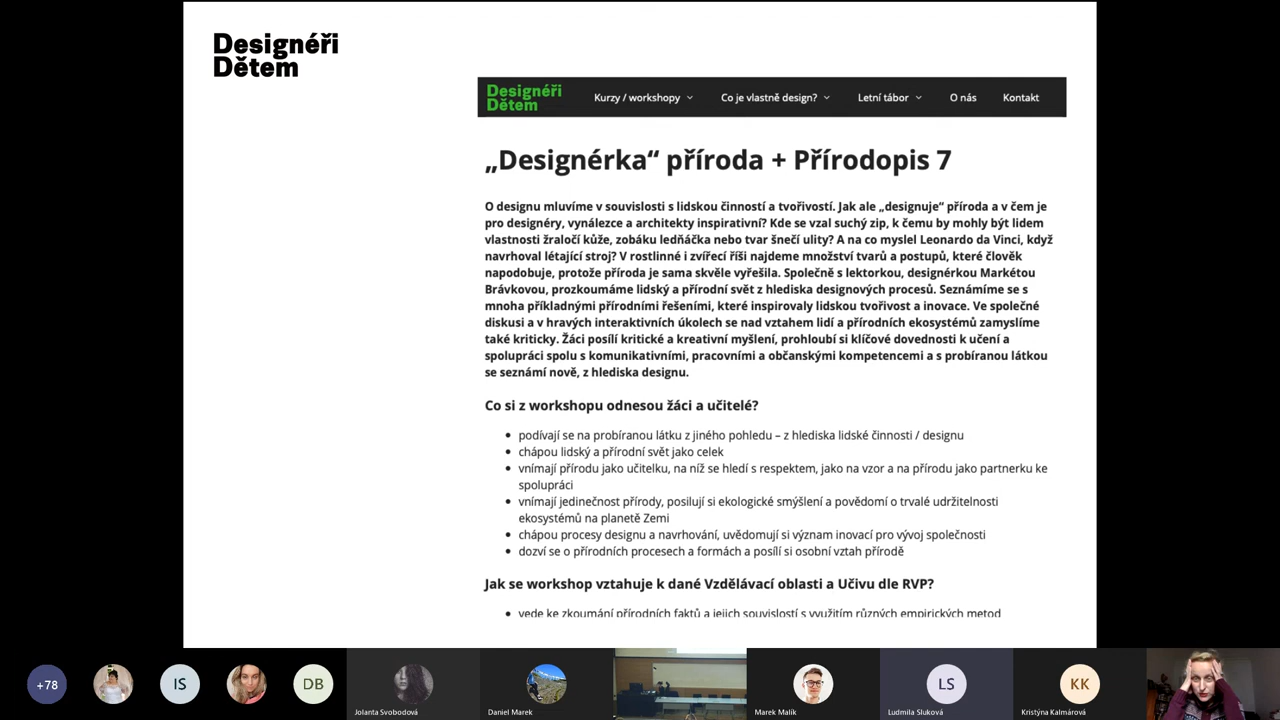 Designéři
Dětem
Designéři
Dětem
Kurzy / workshopy
Co je vlastně design?
Letní tábor
O nás
Kontakt
„Designérka“ příroda + Přírodopis 7
O designu mluvíme v souvislosti s lidskou činností a tvořivostí. Jak ale „designuje“ příroda a v čem je
pro designéry, vynálezce a architekty inspirativní? Kde se vzal suchý zip, k čemu by mohly být lidem
vlastnosti žraločí kůže, zobáku ledňáčka nebo tvar šnečí ulity? A na co myslel Leonardo da Vinci, když
navrhoval létající stroj? V rostlinné i zvířecí říši najdeme množství tvarů a postupů, které člověk
napodobuje, protože příroda je sama skvěle vyřešila. Společně s lektorkou, designérkou Markétou
Brávkovou, prozkoumáme lidský a přírodní svět z hlediska designových procesů. Seznámíme se s
mnoha příkladnými přírodními řešeními, které inspirovaly lidskou tvořivost a inovace. Ve společné
diskusi a v hravých interaktivních úkolech se nad vztahem lidí a přírodních ekosystémů zamyslíme
také kriticky. Žáci posílí kritické a kreativní myšlení, prohloubí si klíčové dovednosti k učení a
spolupráci spolu s komunikativními, pracovními a občanskými kompetencemi a s probíranou látkou
se seznámí nově, z hlediska designu.
Co si z workshopu odnesou žáci a učitelé?
podívají se na probíranou látku z jiného pohledu – z hlediska lidské činnosti / designu
chápou lidský a přírodní svět jako celek
vnímají přírodu jako učitelku, na níž se hledí s respektem, jako na vzor a na přírodu jako partnerku ke
spolupráci
vnímají jedinečnost přírody, posilují si ekologické smýšlení a povědomí o trvalé udržitelnosti
ekosystémů na planetě Zemi
chápou procesy designu a navrhování, uvědomují si význam inovací pro vývoj společnosti
dozví se o přírodních procesech a formách a posílí si osobní vztah přírodě
Jak se workshop vztahuje k dané Vzdělávací oblasti a Učivu dle RVP?
vede ke zkoumání přírodních faktů a jejich souvislostí s využitím různých empirických metod
+78
IS
DB
Jolanta Svobodová
Daniel Marek
Marek Malík
LS
Ludmila Sluková
KK
Kristýna Kalmárová